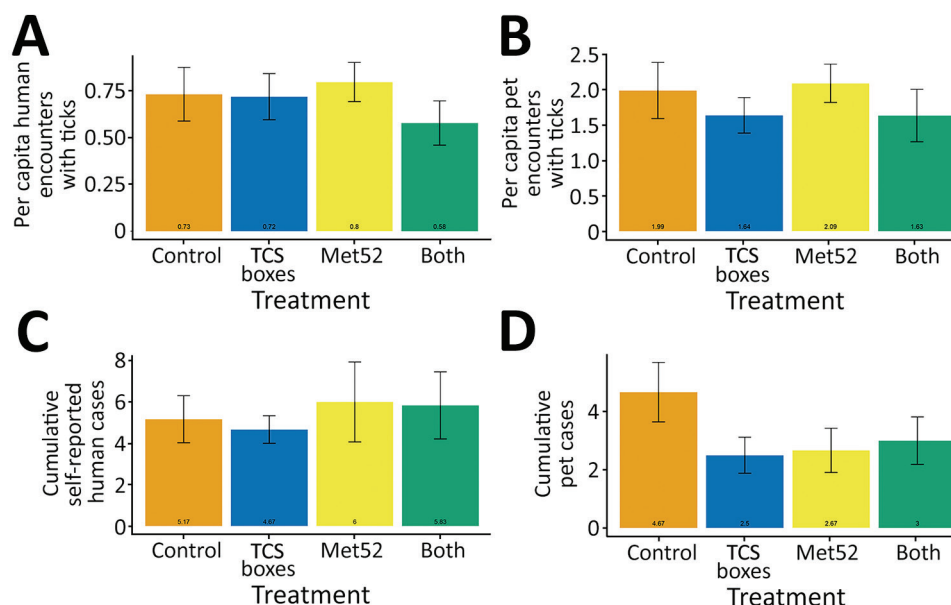 A
Per capita human
encounters
with ticks
0.75
0.50
0.25
0
0.73
0.72
0.8
0.58
Control
TCS
boxes
Met52
Both
Treatment
B
Per capita pet
encounters
with ticks
2.5
2.0
1.5
1.0
0.5
0
1.99
1.64
2.09
1.63
Control
TCS
boxes
Met52
Both
Treatment
C
Cumulative
self-reported
human cases
8
6
4
2
0
5.17
4.67
6
5.83
Control
TCS
boxes
Met52
Both
Treatment
D
Cumulative
pet cases
4
2
0
4.67
2.5
2.67
3
Control
TCS
boxes
Met52
Both
Treatment